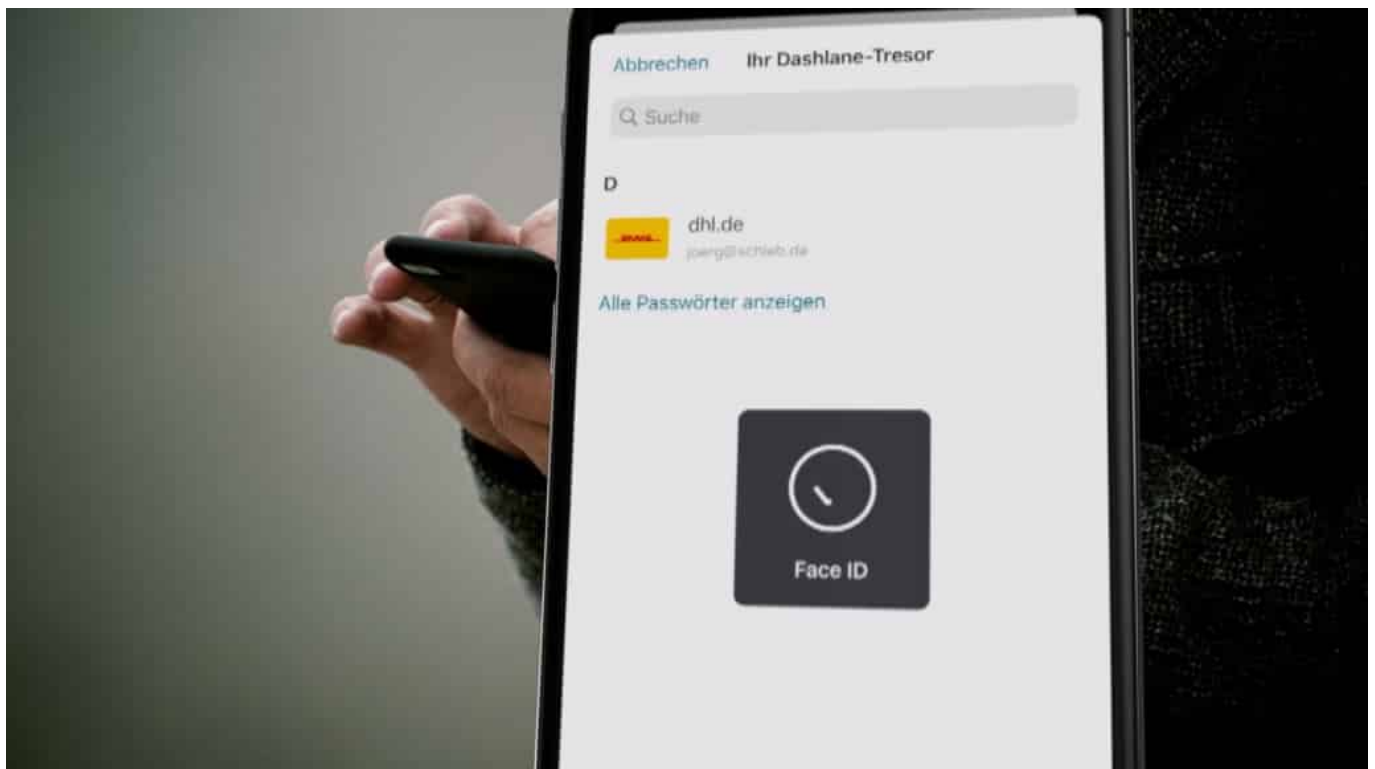 Abbrechen Ihr Dashlane-Tresor
Suche
D
dhl.de
joerg@schieb.de
Alle Passwörter anzeigen
Face ID